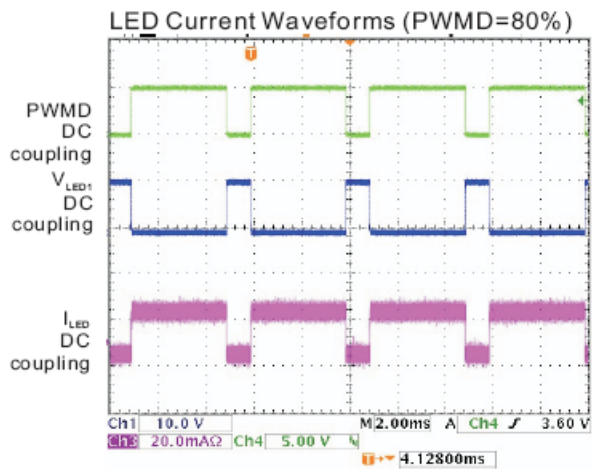 LED Current Waveforms (PWMD=80%)
T
PWMD
DC
coupling
VLED1
DC
coupling
ILED
DC
coupling
Ch1 10.0 V M 2.00ms A Ch4 ʃ 3.60 V
Ch3 20.0mAΩ Ch4 5.00 V
T 4.12800ms